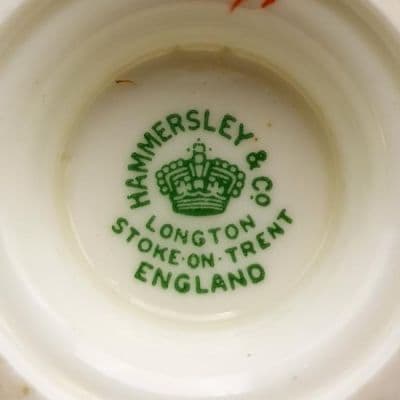 HAMMERSLEY & Co.
LONGTON
STOKE·ON·TRENT
ENGLAND